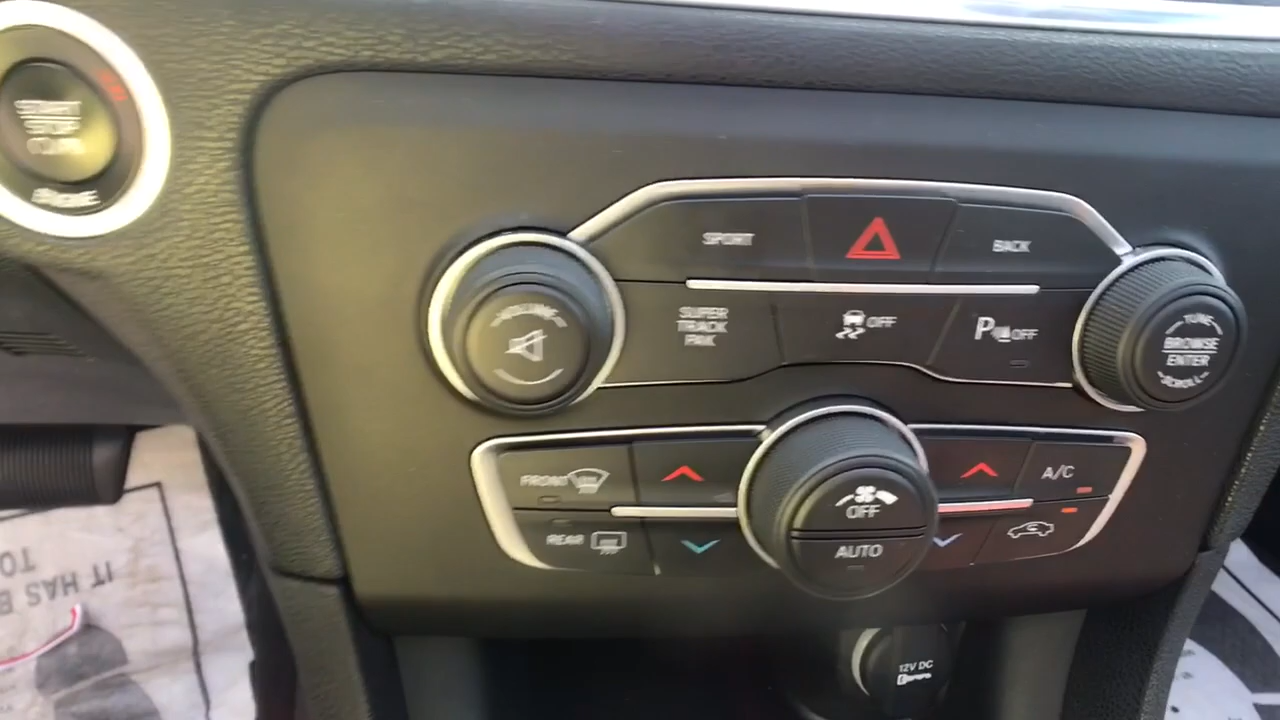 START
STOP
ENGINE
SPORT
BACK
SUPER
TRACK
PAK
OFF
P OFF
VOLUME
TUNE
BROWSE
ENTER
SCROLL
FRONT
A/C
OFF
AUTO
REAR
12V DC
IT HAS B
TO